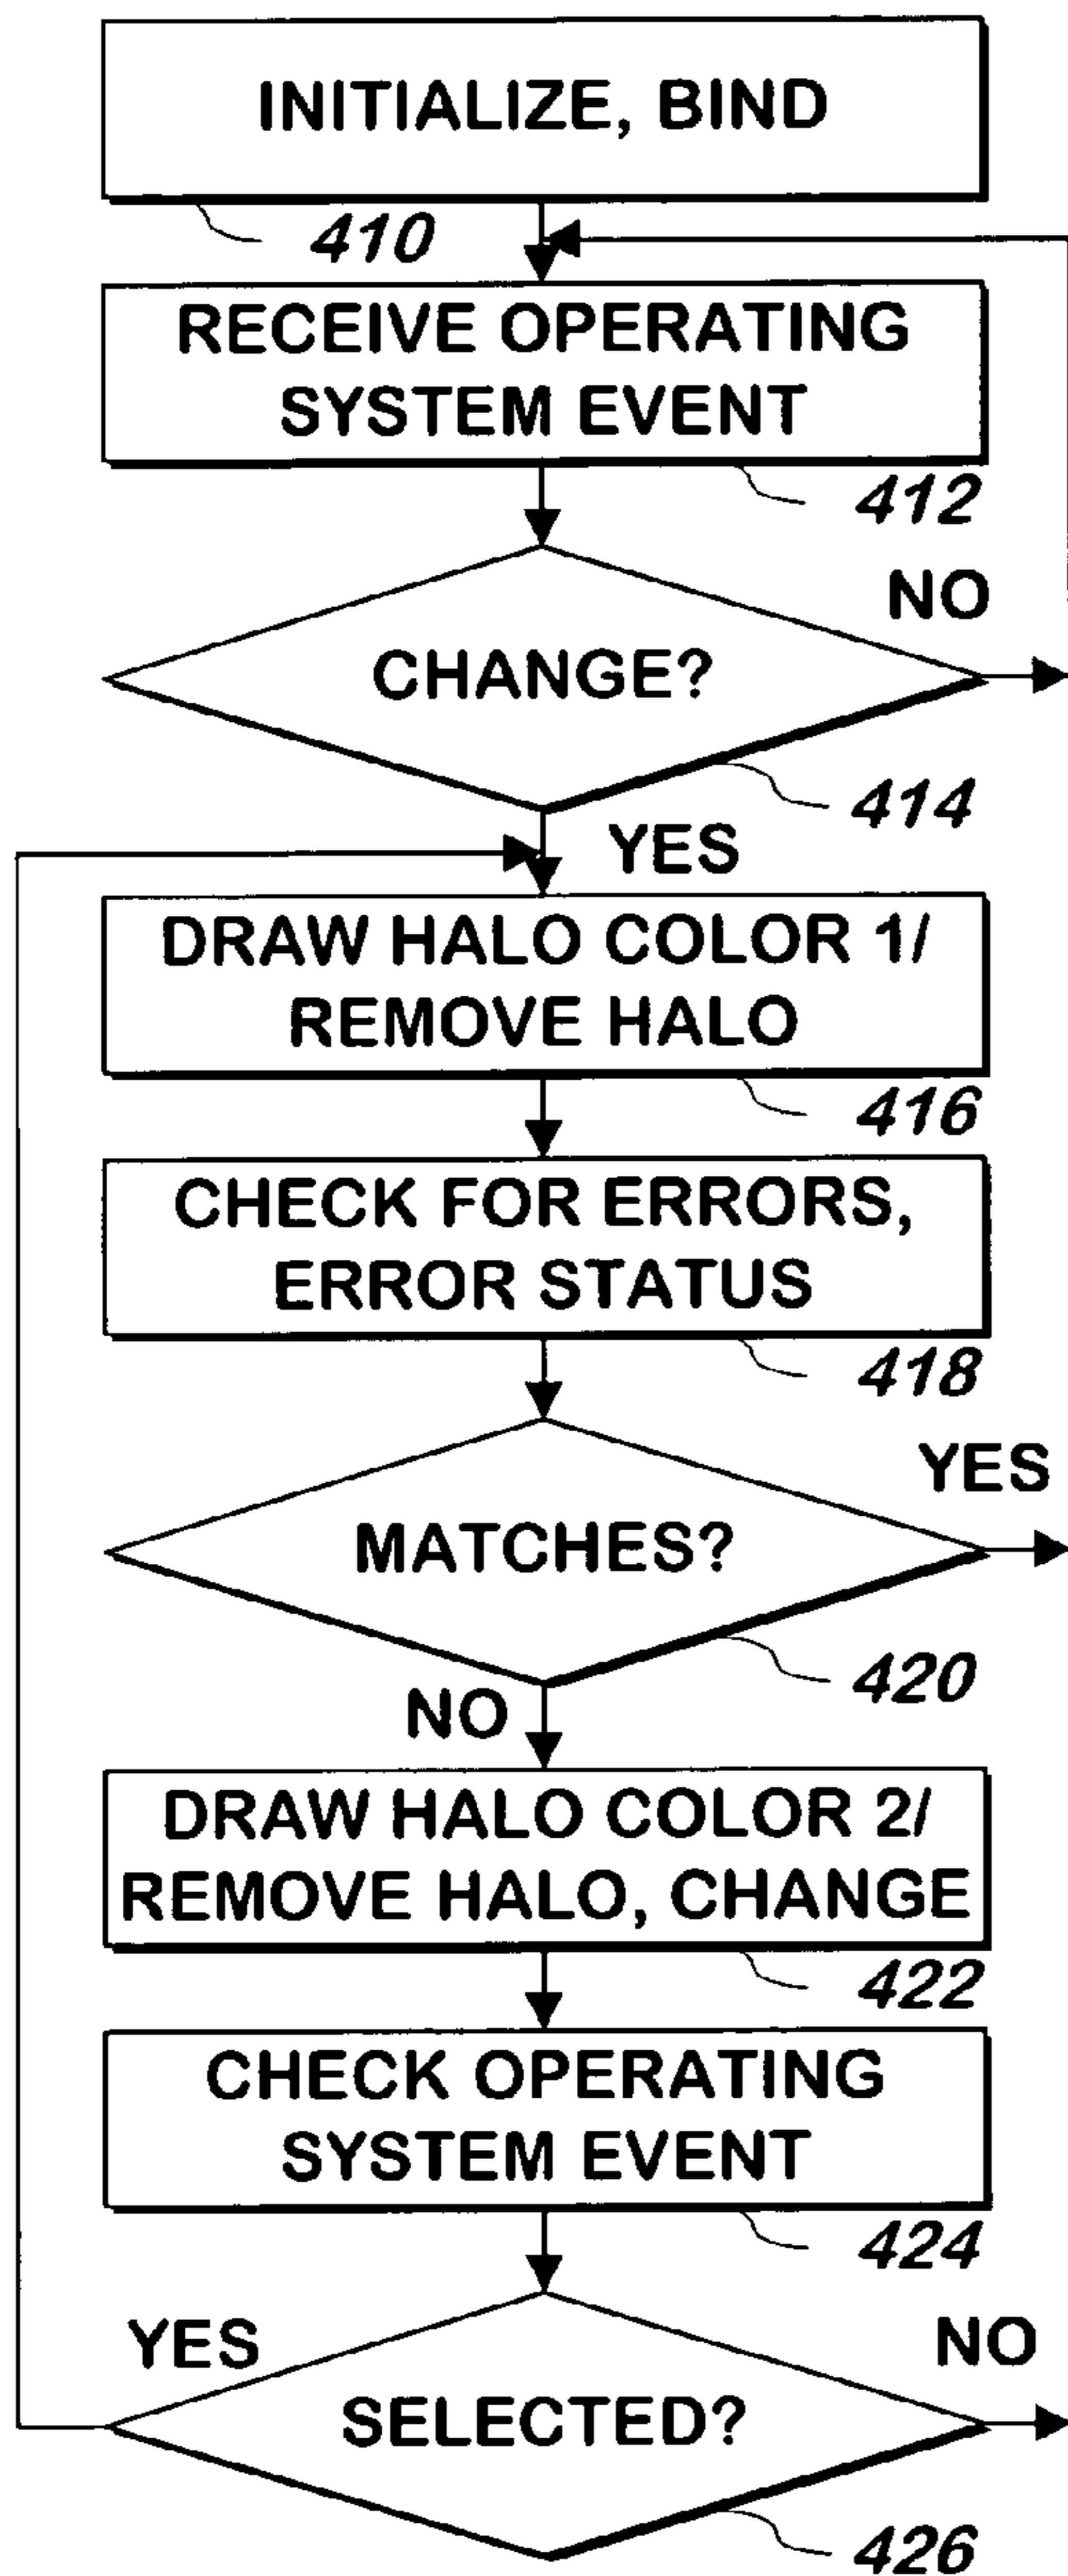 INITIALIZE, BIND
410
RECEIVE OPERATING
SYSTEM EVENT
412
NO
CHANGE?
414
YES
DRAW HALO COLOR 1/
REMOVE HALO
416
CHECK FOR ERRORS,
ERROR STATUS
418
YES
MATCHES?
420
NO
DRAW HALO COLOR 2/
REMOVE HALO, CHANGE
422
CHECK OPERATING
SYSTEM EVENT
424
YES
NO
SELECTED?
426